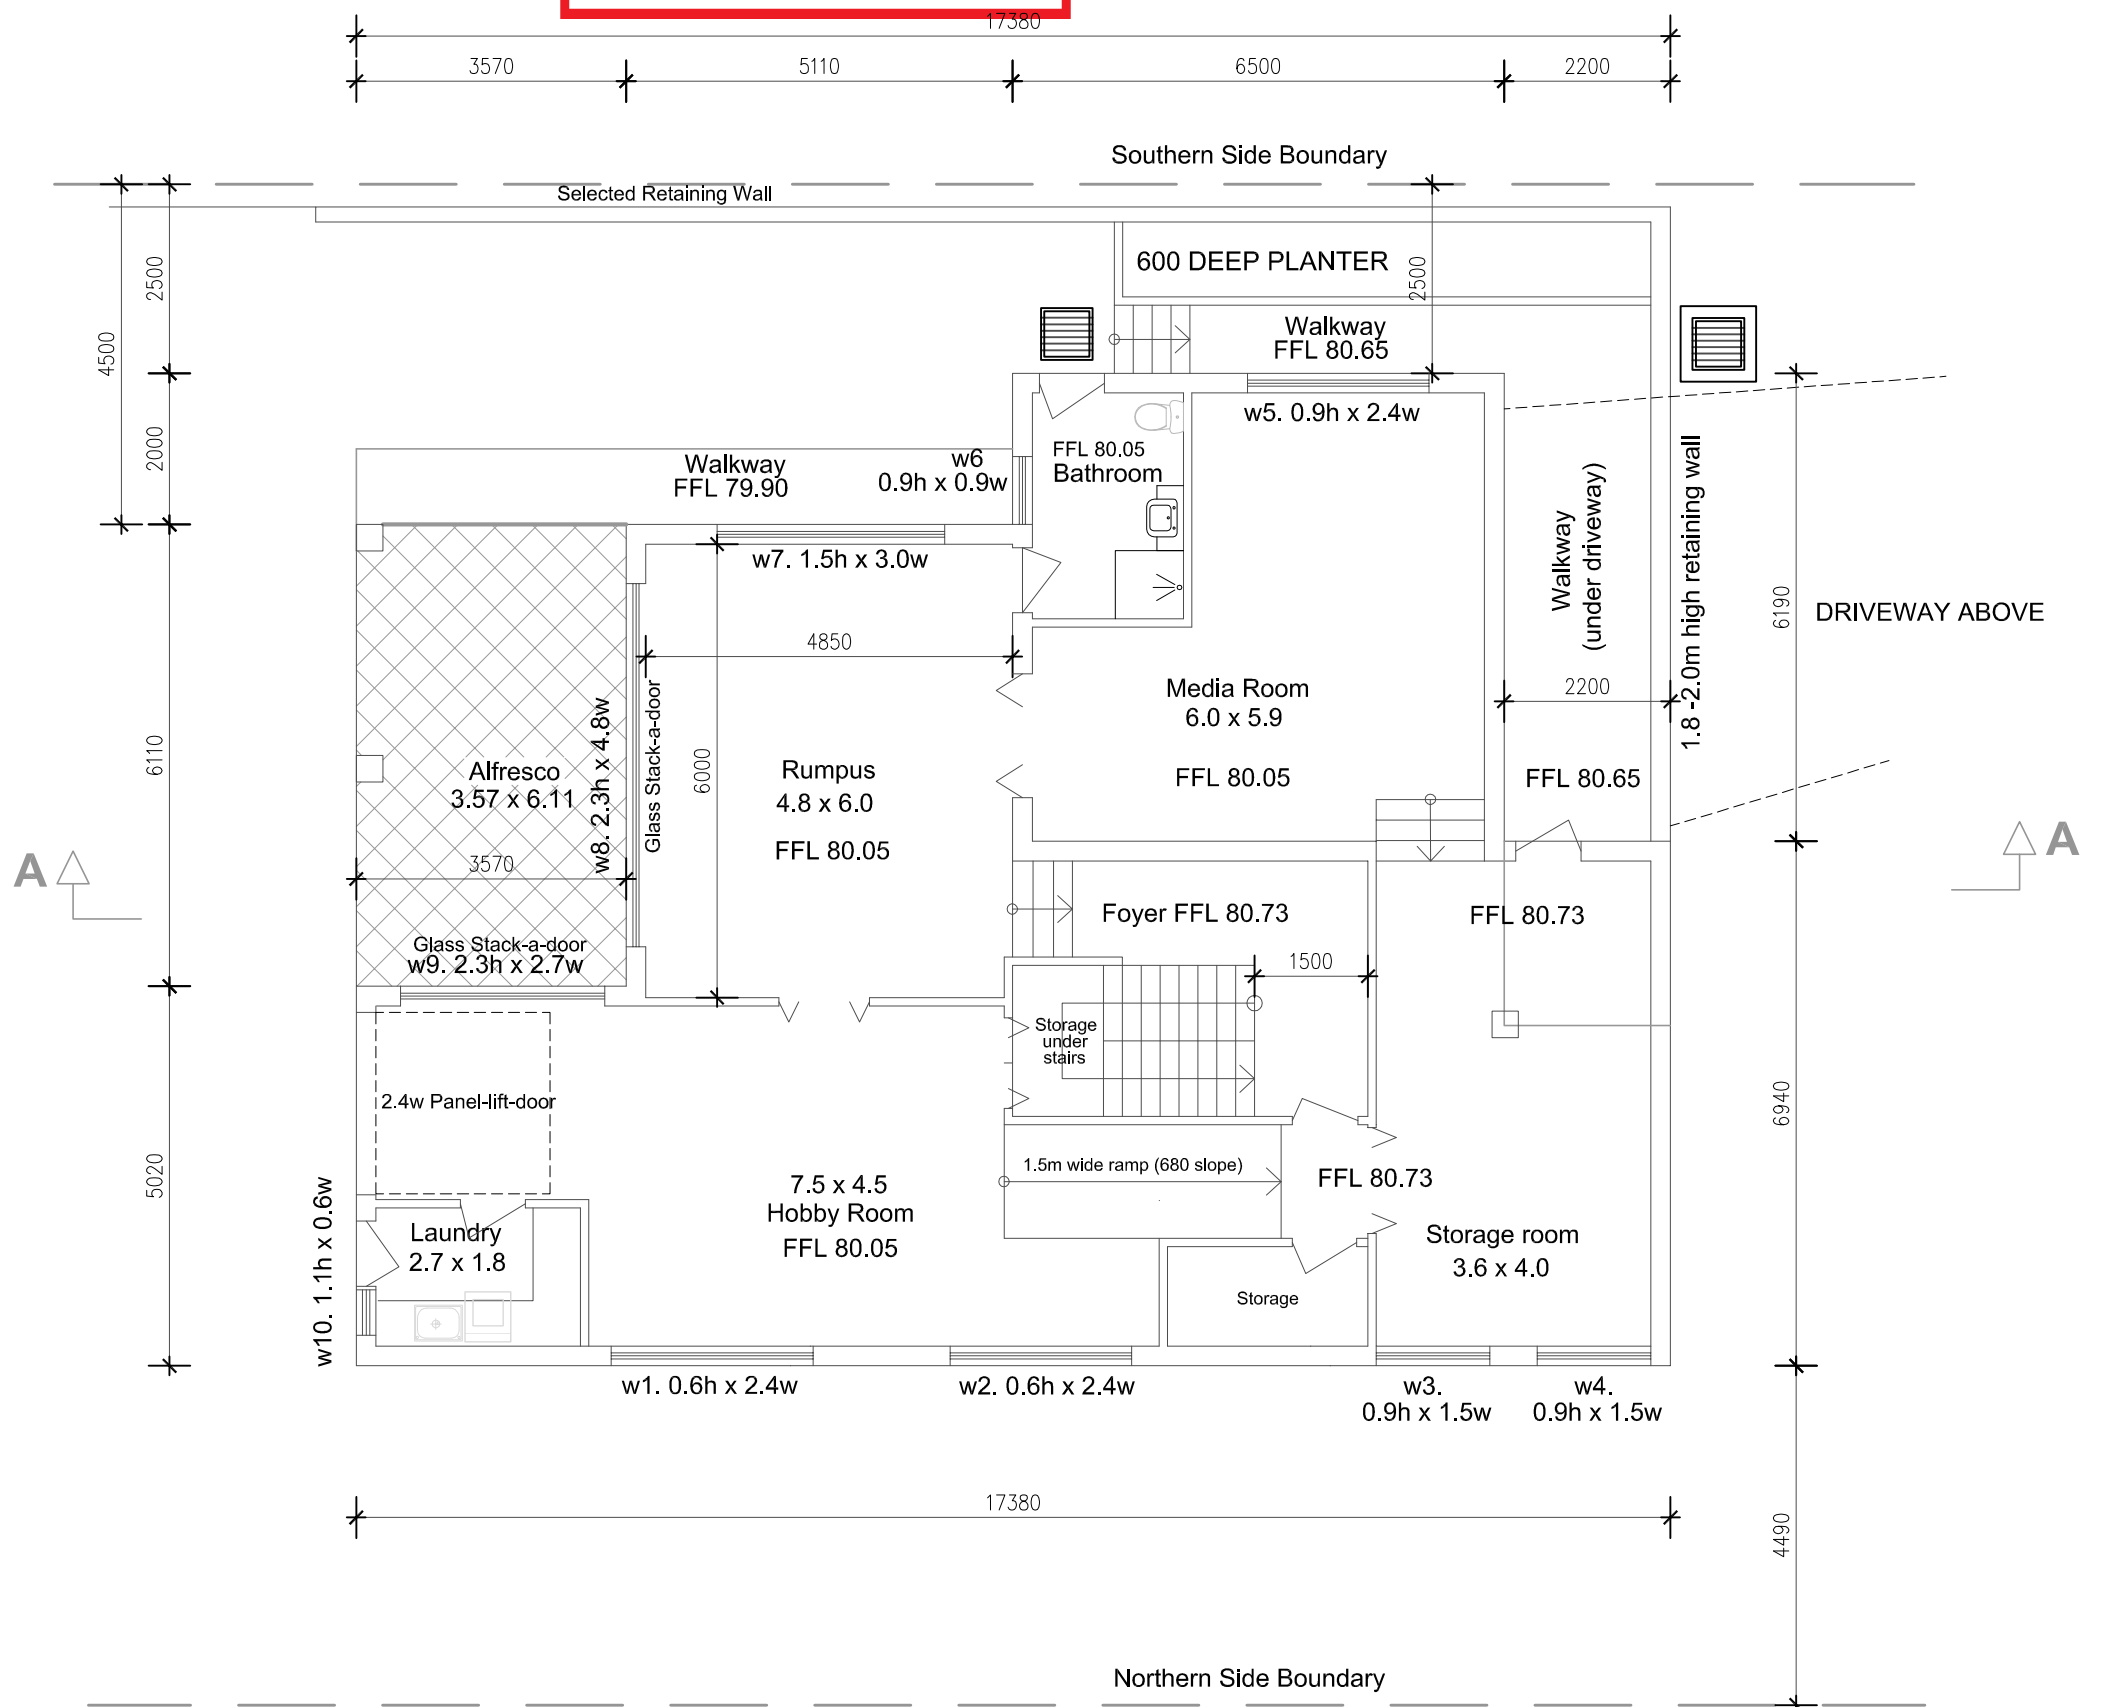 17380
3570
5110
6500
2200
Southern Side Boundary
Selected Retaining Wall
2500
4500
2000
600 DEEP PLANTER
2500
Walkway
FFL 80.65
w5. 0.9h x 2.4w
FFL 80.05
Bathroom
Walkway
FFL 79.90
w6
0.9h x 0.9w
w7. 1.5h x 3.0w
4850
Walkway
(under driveway)
1.8 -2.0m high retaining wall
6190
DRIVEWAY ABOVE
2200
Media Room
6.0 x 5.9
FFL 80.05
FFL 80.65
6110
Alfresco
3.57 x 6.11
w8. 2.3h x 4.8w
Glass Stack-a-door
6000
Rumpus
4.8 x 6.0
FFL 80.05
A
A
3570
Glass Stack-a-door
w9. 2.3h x 2.7w
Foyer FFL 80.73
FFL 80.73
1500
Storage
under
stairs
2.4w Panel-lift-door
6940
5020
1.5m wide ramp (680 slope)
FFL 80.73
7.5 x 4.5
Hobby Room
FFL 80.05
Laundry
2.7 x 1.8
w10. 1.1h x 0.6w
Storage room
3.6 x 4.0
Storage
w1. 0.6h x 2.4w
w2. 0.6h x 2.4w
w3.
0.9h x 1.5w
w4.
0.9h x 1.5w
17380
4490
Northern Side Boundary